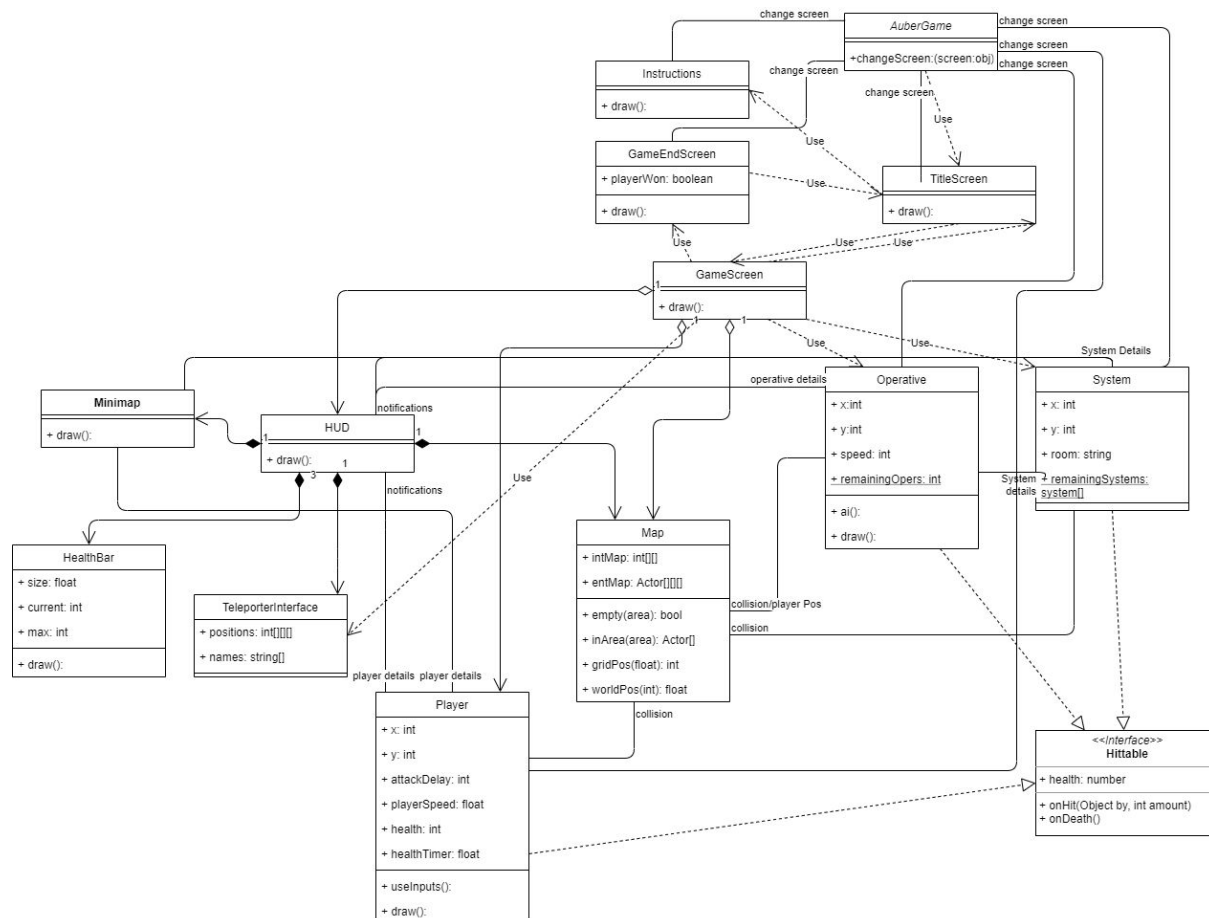 change screen
AuberGame
change screen
+changeScreen:(screen:obj)
change screen
change screen
change screen
change screen
Instructions
+ draw():
Use
Use
GameEndScreen
+ playerWon: boolean
+ draw():
Use
TitleScreen
+ draw():
Use
Use
Use
GameScreen
+ draw():
1
1
1
Use
Use
System Details
Minimap
+ draw():
operative details
notifications
HUD
+ draw():
1
1
3
1
notifications
Operative
+ x:int
+ y:int
+ speed: int
+ remainingOpers: int
+ ai():
+ draw():
System
+ x: int
+ y: int
+ room: string
+ remainingSystems:
system[]
System
details
Use
HealthBar
+ size: float
+ current: int
+ max: int
+ draw():
TeleporterInterface
+ positions: int[][][]
+ names: string[]
Map
+ intMap: int[][]
+ entMap: Actor[][][]
+ empty(area): bool
+ inArea(area): Actor[]
+ gridPos(float): int
+ worldPos(int): float
collision/player Pos
collision
collision
player details
player details
Player
+ x: int
+ y: int
+ attackDelay: int
+ playerSpeed: float
+ health: int
+ healthTimer: float
+ useInputs():
+ draw():
<<Interface>>
Hittable
+ health: number
+ onHit(Object by, int amount)
+ onDeath()